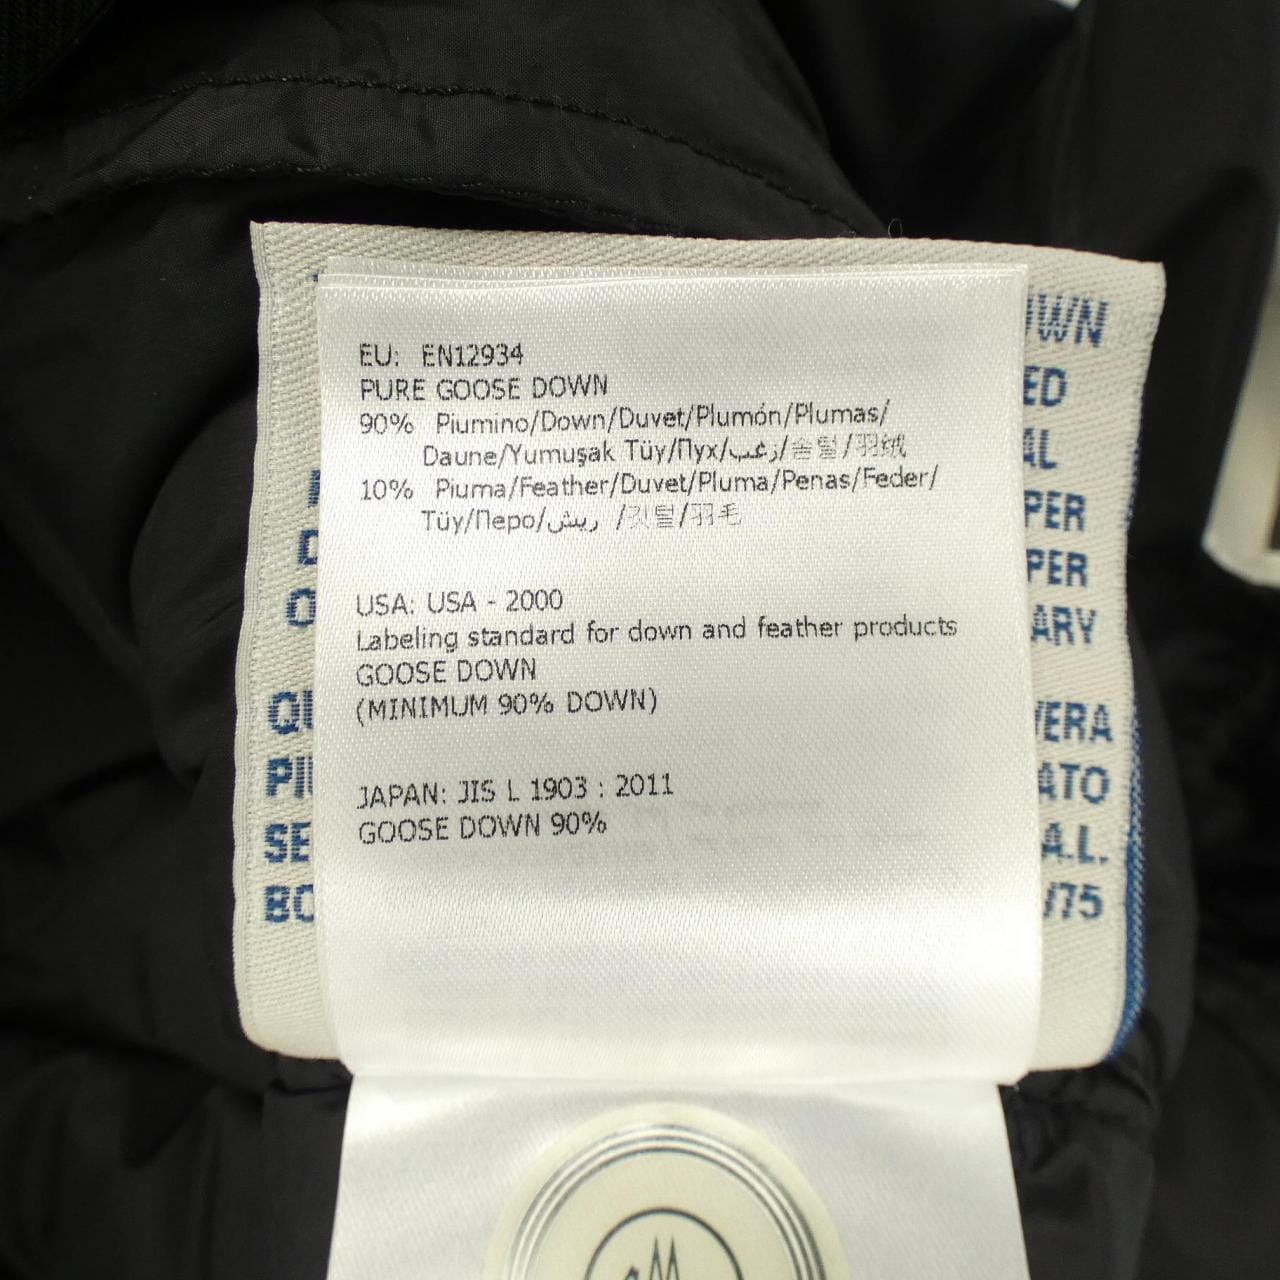 EU: EN12934
PURE GOOSE DOWN
90% Piumino/Down/Duvet/Plumón/Plumas/
Daune/Yumuşak Tüy/Пух/زغب/솜털/羽绒
10% Piuma/Feather/Duvet/Pluma/Penas/Feder/
Tüy/Перо/ريش /깃털/羽毛
USA: USA - 2000
Labeling standard for down and feather products
GOOSE DOWN
(MINIMUM 90% DOWN)
JAPAN: JIS L 1903 : 2011
GOOSE DOWN 90%